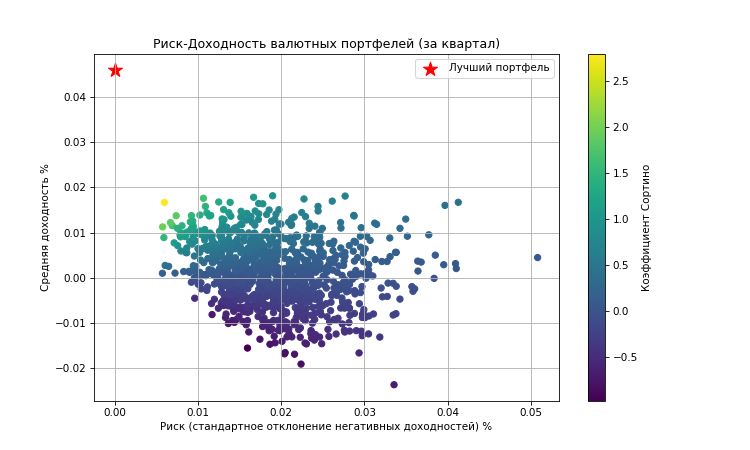 Риск-Доходность валютных портфелей (за квартал)
Лучший портфель
Средняя доходность %
0.04
0.03
0.02
0.01
0.00
−0.01
−0.02
0.00 0.01 0.02 0.03 0.04 0.05
Риск (стандартное отклонение негативных доходностей) %
2.5
2.0
1.5
1.0
0.5
0.0
−0.5
Коэффициент Сортино